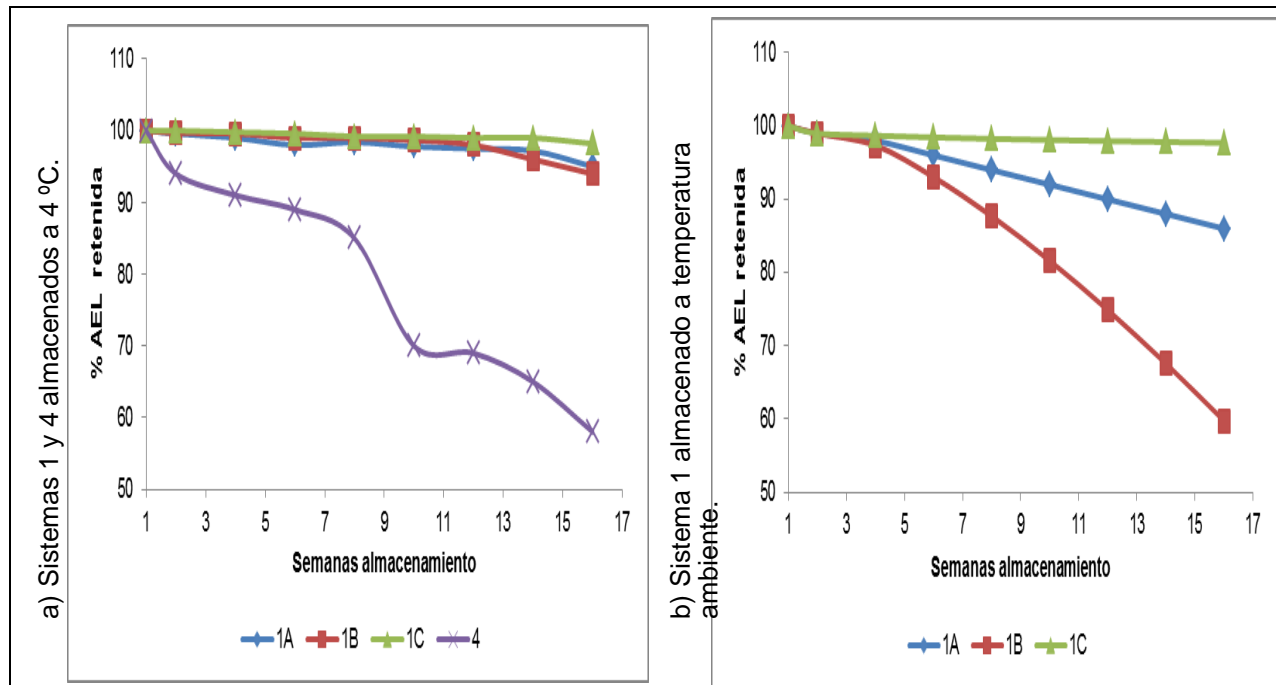 a) Sistemas 1 y 4 almacenados a 4 ºC.
% AEL retenida
110
100
90
80
70
60
50
1 3 5 7 9 11 13 15 17
Semanas almacenamiento
1A 1B 1C 4
b) Sistema 1 almacenado a temperatura
ambiente.
% AEL retenida
110
100
90
80
70
60
50
1 3 5 7 9 11 13 15 17
Semanas almacenamiento
1A 1B 1C